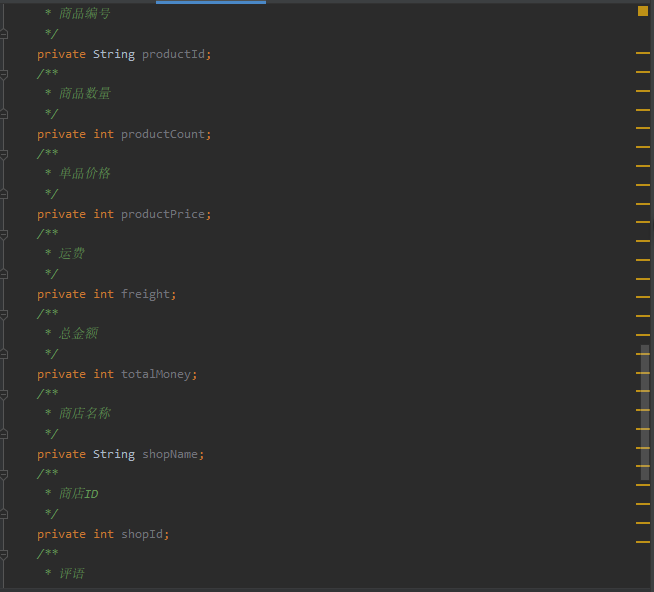 * 商品编号
*/
private String productId;
/**
* 商品数量
*/
private int productCount;
/**
* 单品价格
*/
private int productPrice;
/**
* 运费
*/
private int freight;
/**
* 总金额
*/
private int totalMoney;
/**
* 商店名称
*/
private String shopName;
/**
* 商店ID
*/
private int shopId;
/**
* 评语